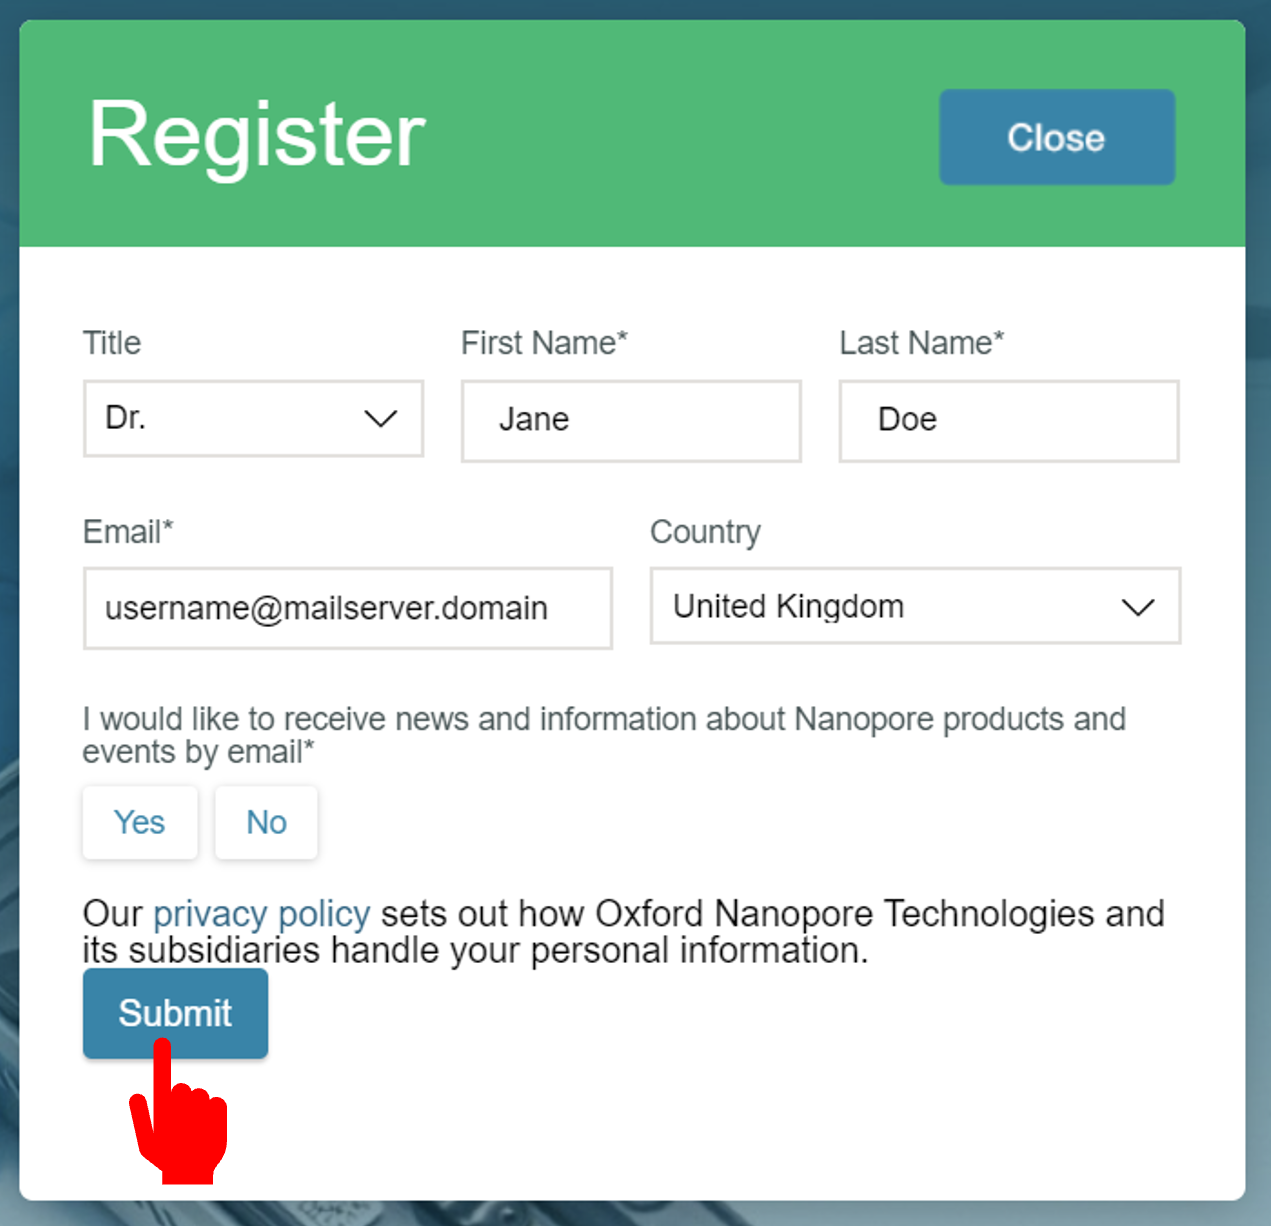 Register
Close
Title
First Name*
Last Name*
Dr.
Jane
Doe
Email*
Country
username@mailserver.domain
United Kingdom
I would like to receive news and information about Nanopore products and
events by email*
Yes
No
Our privacy policy sets out how Oxford Nanopore Technologies and
its subsidiaries handle your personal information.
Submit